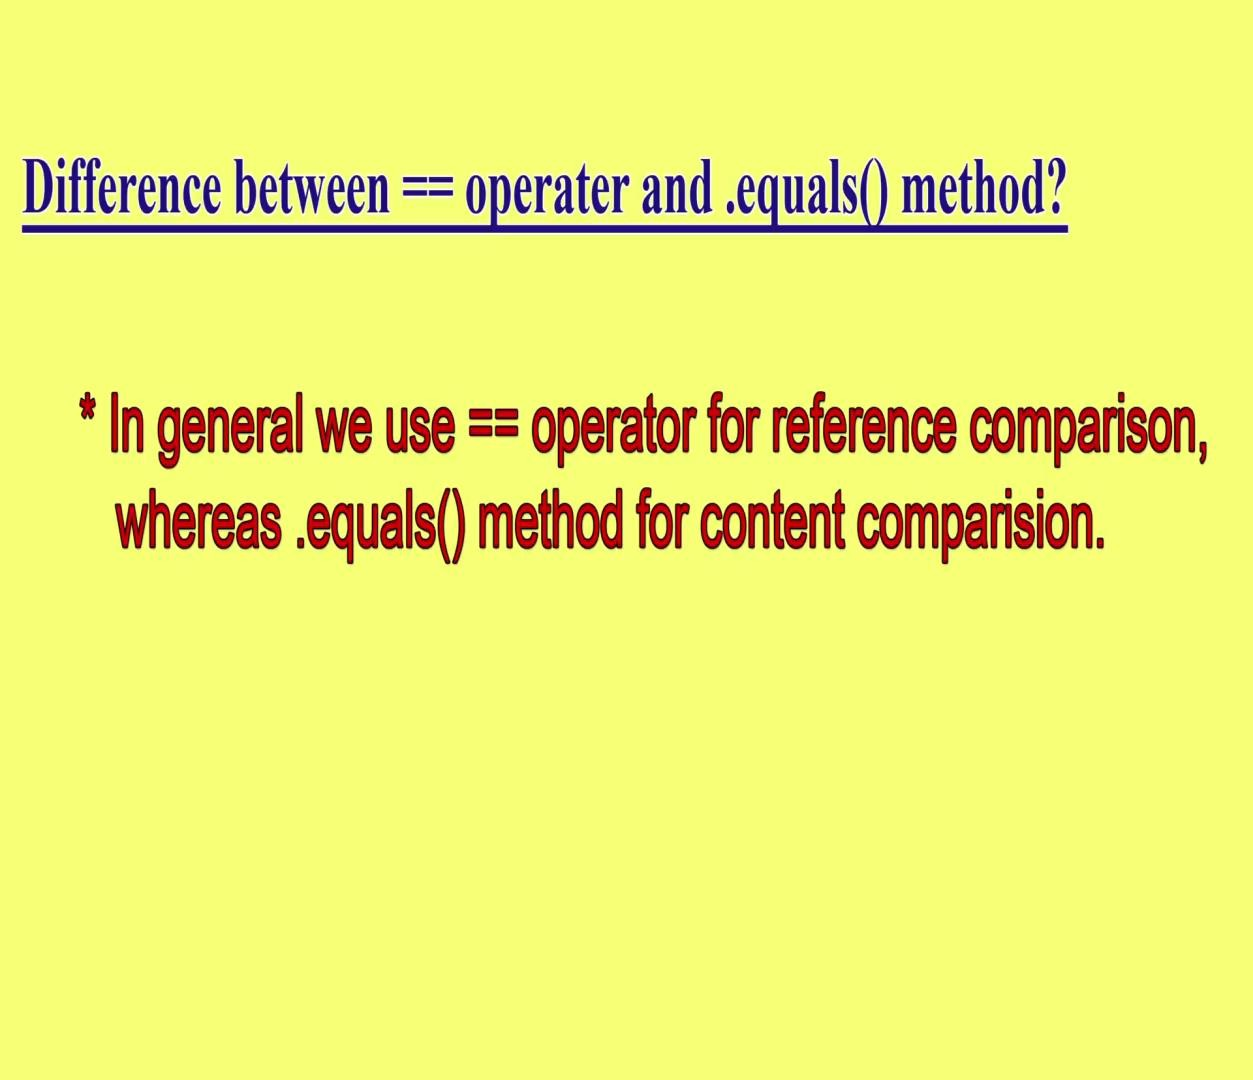 Difference between == operater and .equals() method?
* In general we use == operator for reference comparison,
whereas .equals() method for content comparision.